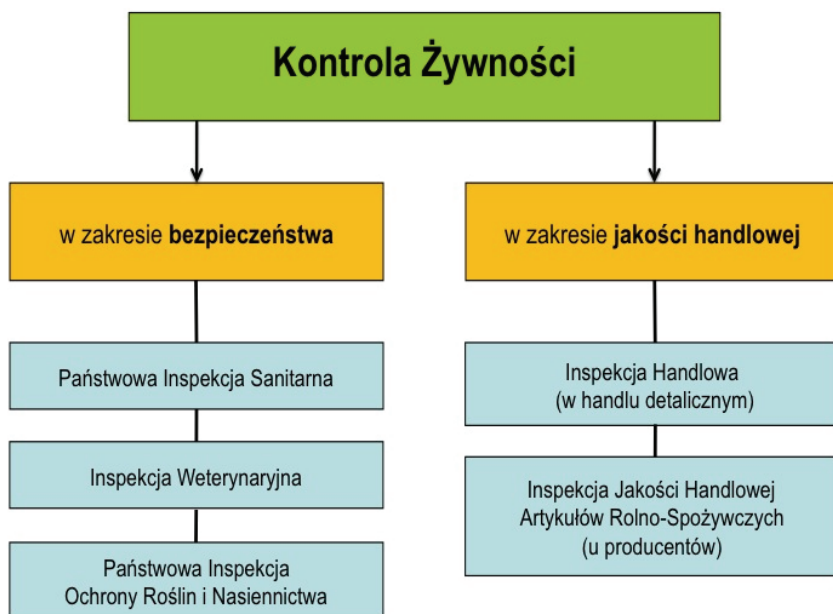 Kontrola Żywności
w zakresie bezpieczeństwa
Państwowa Inspekcja Sanitarna
Inspekcja Weterynaryjna
Państwowa Inspekcja
Ochrony Roślin i Nasiennictwa
w zakresie jakości handlowej
Inspekcja Handlowa
(w handlu detalicznym)
Inspekcja Jakości Handlowej
Artykułów Rolno-Spożywczych
(u producentów)